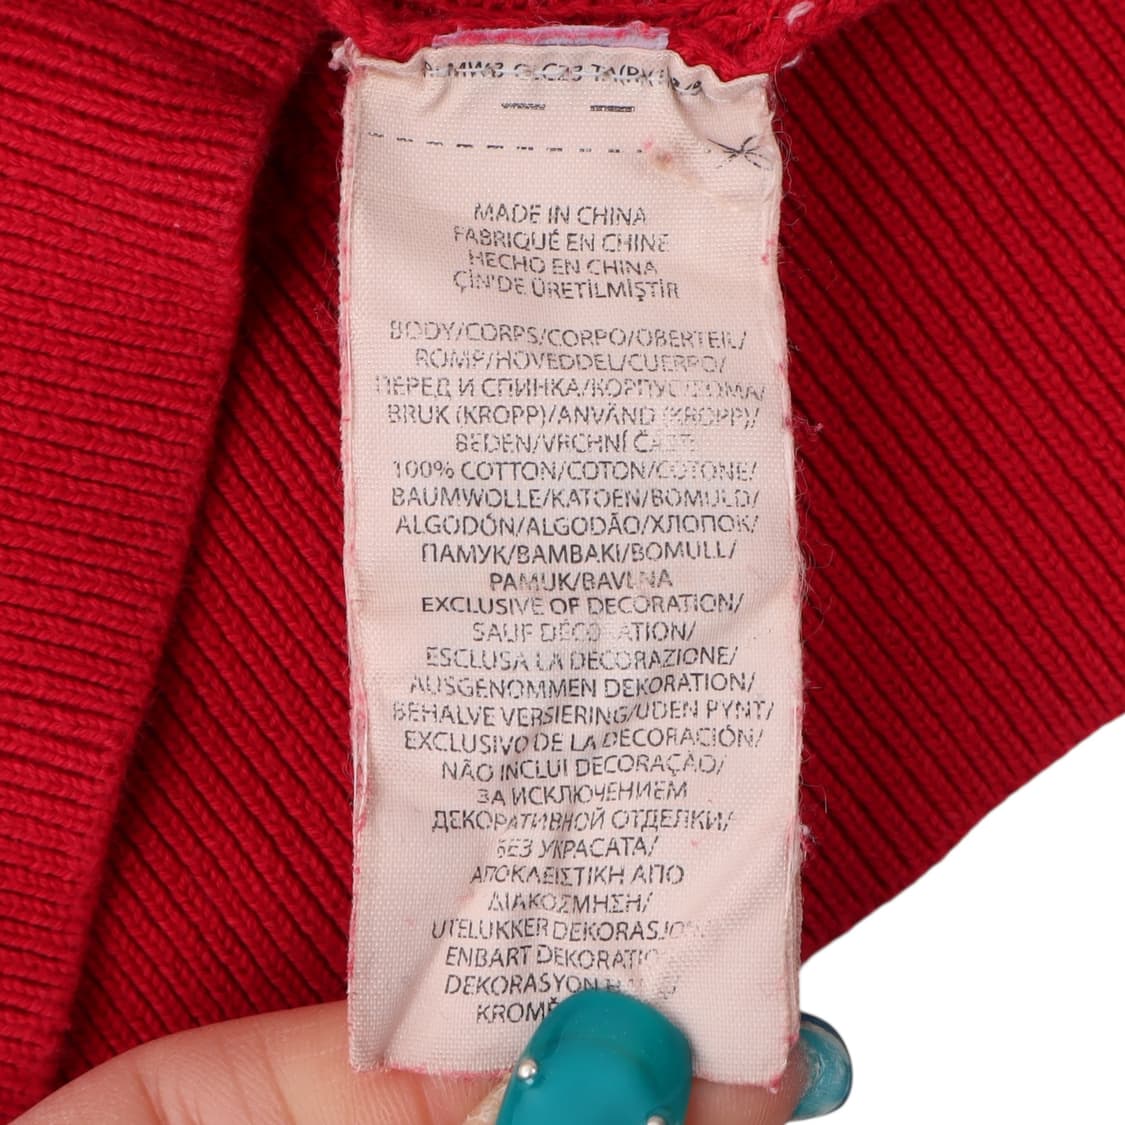 MADE IN CHINA
FABRIQUÉ EN CHINE
HECHO EN CHINA
ÇİN'DE ÜRETİLMİŞTİR
BODY/CORPS/CORPO/OBERTEIL/
ROMP/HOVEDDEL/CUERPO/
ПЕРЕД И СПИНКА/КОРПУС/ΣΩΜΑ/
BRUK (KROPP)/ANVÄND (KROPP)/
BEDEN/VRCHNÍ
100% COTTON/COTON/COTONE/
BAUMWOLLE/KATOEN/BOMULD/
ALGODÓN/ALGODÃO/ХЛОПОК/
ПАМУК/BAMBAKI/BOMULL/
PAMUK/BAVLNA
EXCLUSIVE OF DECORATION/
SAUF DÉCORATION/
ESCLUSA LA DECORAZIONE/
AUSGENOMMEN DEKORATION/
BEHALVE VERSIERING/UDEN PYNT/
EXCLUSIVO DE LA DECORACIÓN/
NÃO INCLUI DECORAÇÃO/
ЗА ИСКЛЮЧЕНИЕМ
ДЕКОРАТИВНОЙ ОТДЕЛКИ/
БЕЗ УКРАСАТА/
ΑΠΟΚΛΕΙΣΤΙΚΗ ΑΠΟ
ΔΙΑΚΟΣΜΗΣΗ/
UTELUKKER DEKORASJON
ENBART DEKORATION
DEKORASYON
KROMĚ